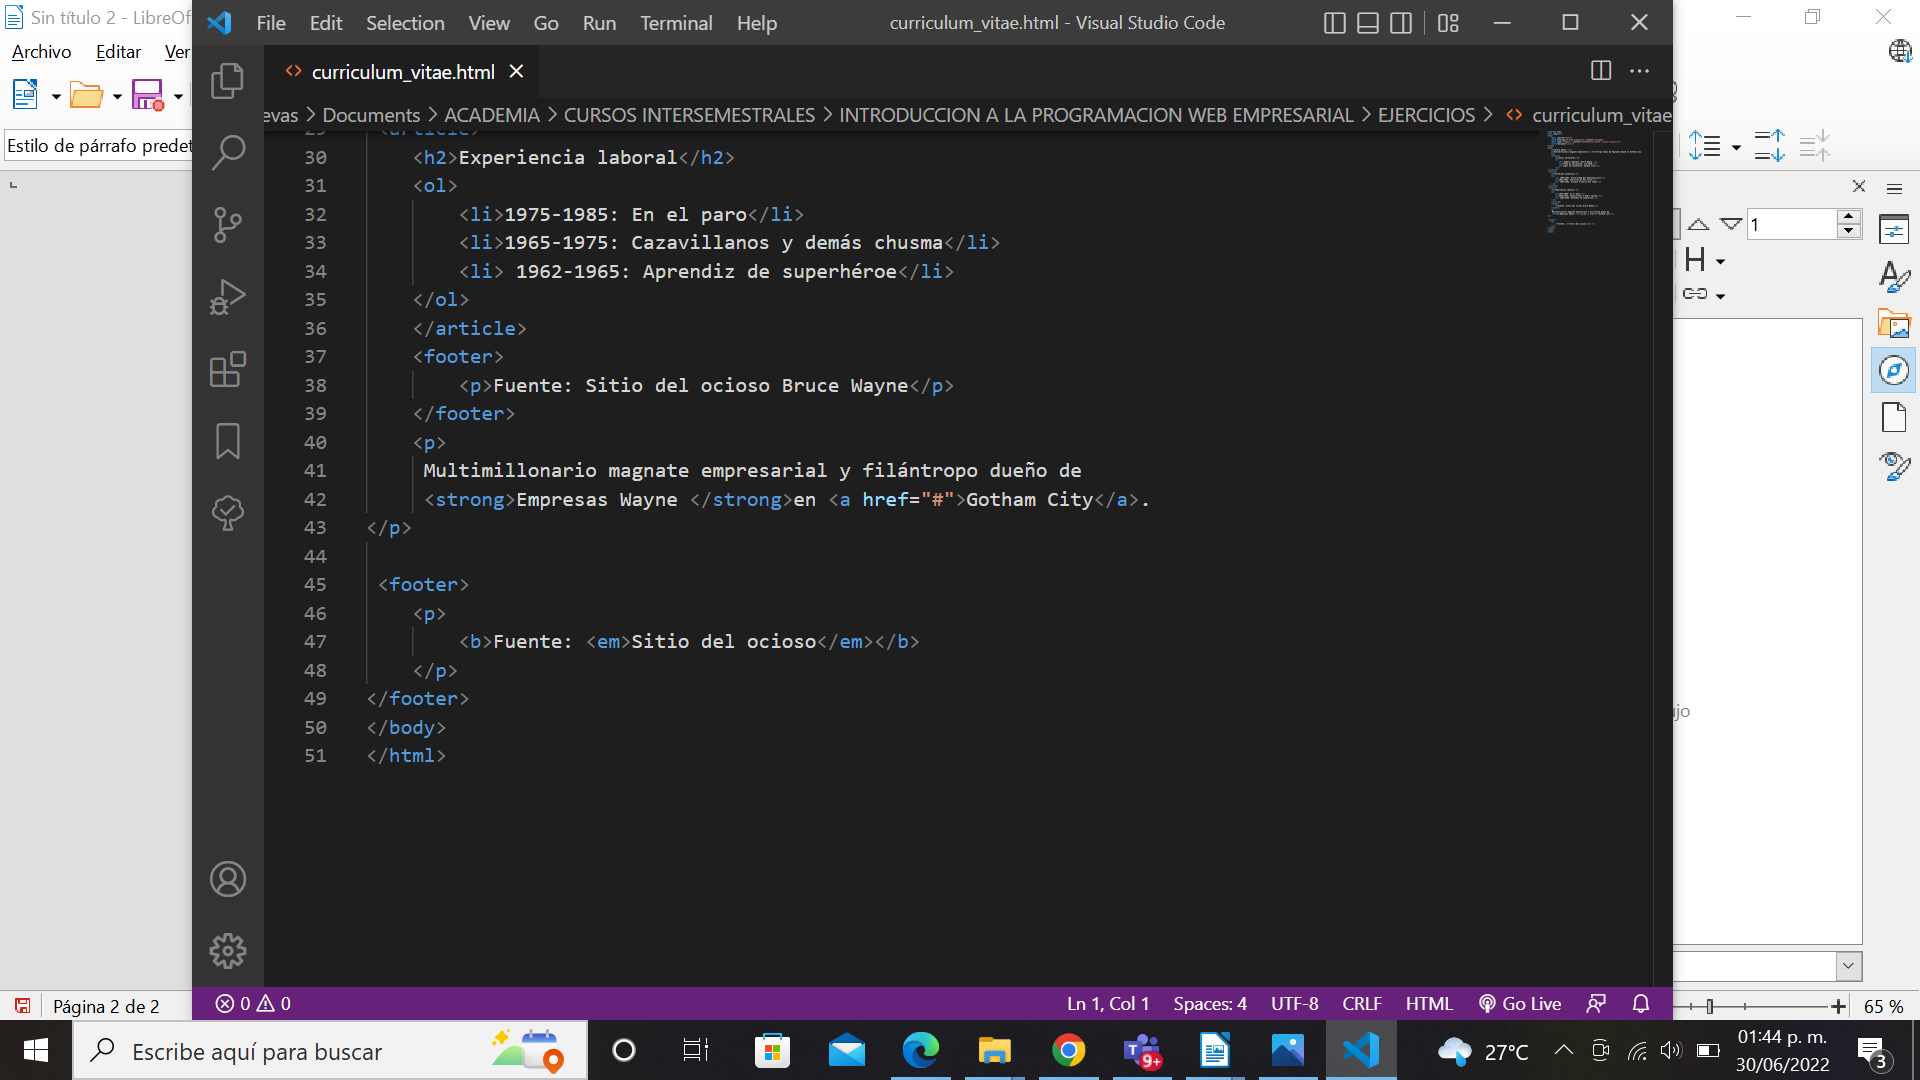 Sin título 2 - LibreOf
Archivo Editar Ver
Estilo de párrafo predet
File Edit Selection View Go Run Terminal Help
curriculum_vitae.html - Visual Studio Code
curriculum_vitae.html
evas > Documents > ACADEMIA > CURSOS INTERSEMESTRALES > INTRODUCCION A LA PROGRAMACION WEB EMPRESARIAL > EJERCICIOS > curriculum_vitae
29 <article>
30 <h2>Experiencia laboral</h2>
31 <ol>
32 <li>1975-1985: En el paro</li>
33 <li>1965-1975: Cazavillanos y demás chusma</li>
34 <li> 1962-1965: Aprendiz de superhéroe</li>
35 </ol>
36 </article>
37 <footer>
38 <p>Fuente: Sitio del ocioso Bruce Wayne</p>
39 </footer>
40 <p>
41 Multimillonario magnate empresarial y filántropo dueño de
42 <strong>Empresas Wayne </strong>en <a href="#">Gotham City</a>.
43 </p>
44
45 <footer>
46 <p>
47 <b>Fuente: <em>Sitio del ocioso</em></b>
48 </p>
49 </footer>
50 </body>
51 </html>
1
H
ujo
0 0
Ln 1, Col 1 Spaces: 4 UTF-8 CRLF HTML Go Live
Página 2 de 2
65 %
Escribe aquí para buscar
9+
27°C
01:44 p. m.
30/06/2022
3